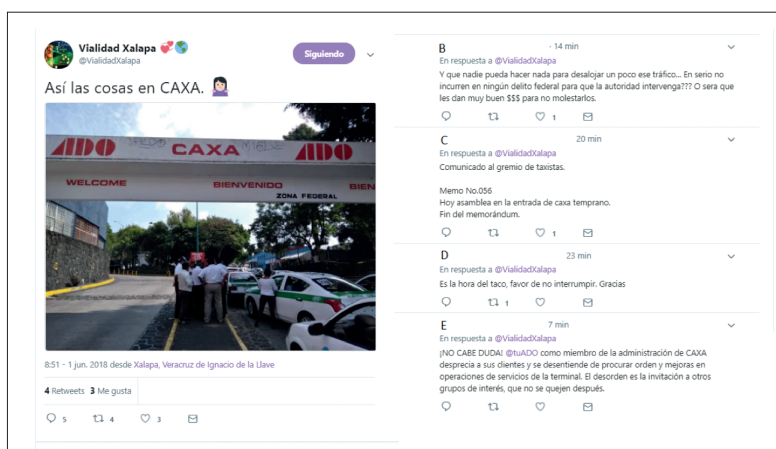 Vialidad Xalapa
@VialidadXalapa
Siguiendo
Así las cosas en CAXA.
ADO CAXA ADO
WELCOME BIENVENIDO BIEN
ZONA FEDERAL
8:51 - 1 jun. 2018 desde Xalapa, Veracruz de Ignacio de la Llave
4 Retweets 3 Me gusta
5 4 3
B · 14 min
En respuesta a @VialidadXalapa
Y que nadie pueda hacer nada para desalojar un poco ese tráfico... En serio no
incurren en ningún delito federal para que la autoridad intervenga??? O sera que
les dan muy buen $$$ para no molestarlos.
1
C 20 min
En respuesta a @VialidadXalapa
Comunicado al gremio de taxistas.
Memo No.056
Hoy asamblea en la entrada de caxa temprano.
Fin del memorándum.
1
D 23 min
En respuesta a @VialidadXalapa
Es la hora del taco, favor de no interrumpir. Gracias
1
E 7 min
En respuesta a @VialidadXalapa
¡NO CABE DUDA! @tuADO como miembro de la administración de CAXA
desprecia a sus clientes y se desentiende de procurar orden y mejoras en
operaciones de servicios de la terminal. El desorden es la invitación a otros
grupos de interés, que no se quejen después.